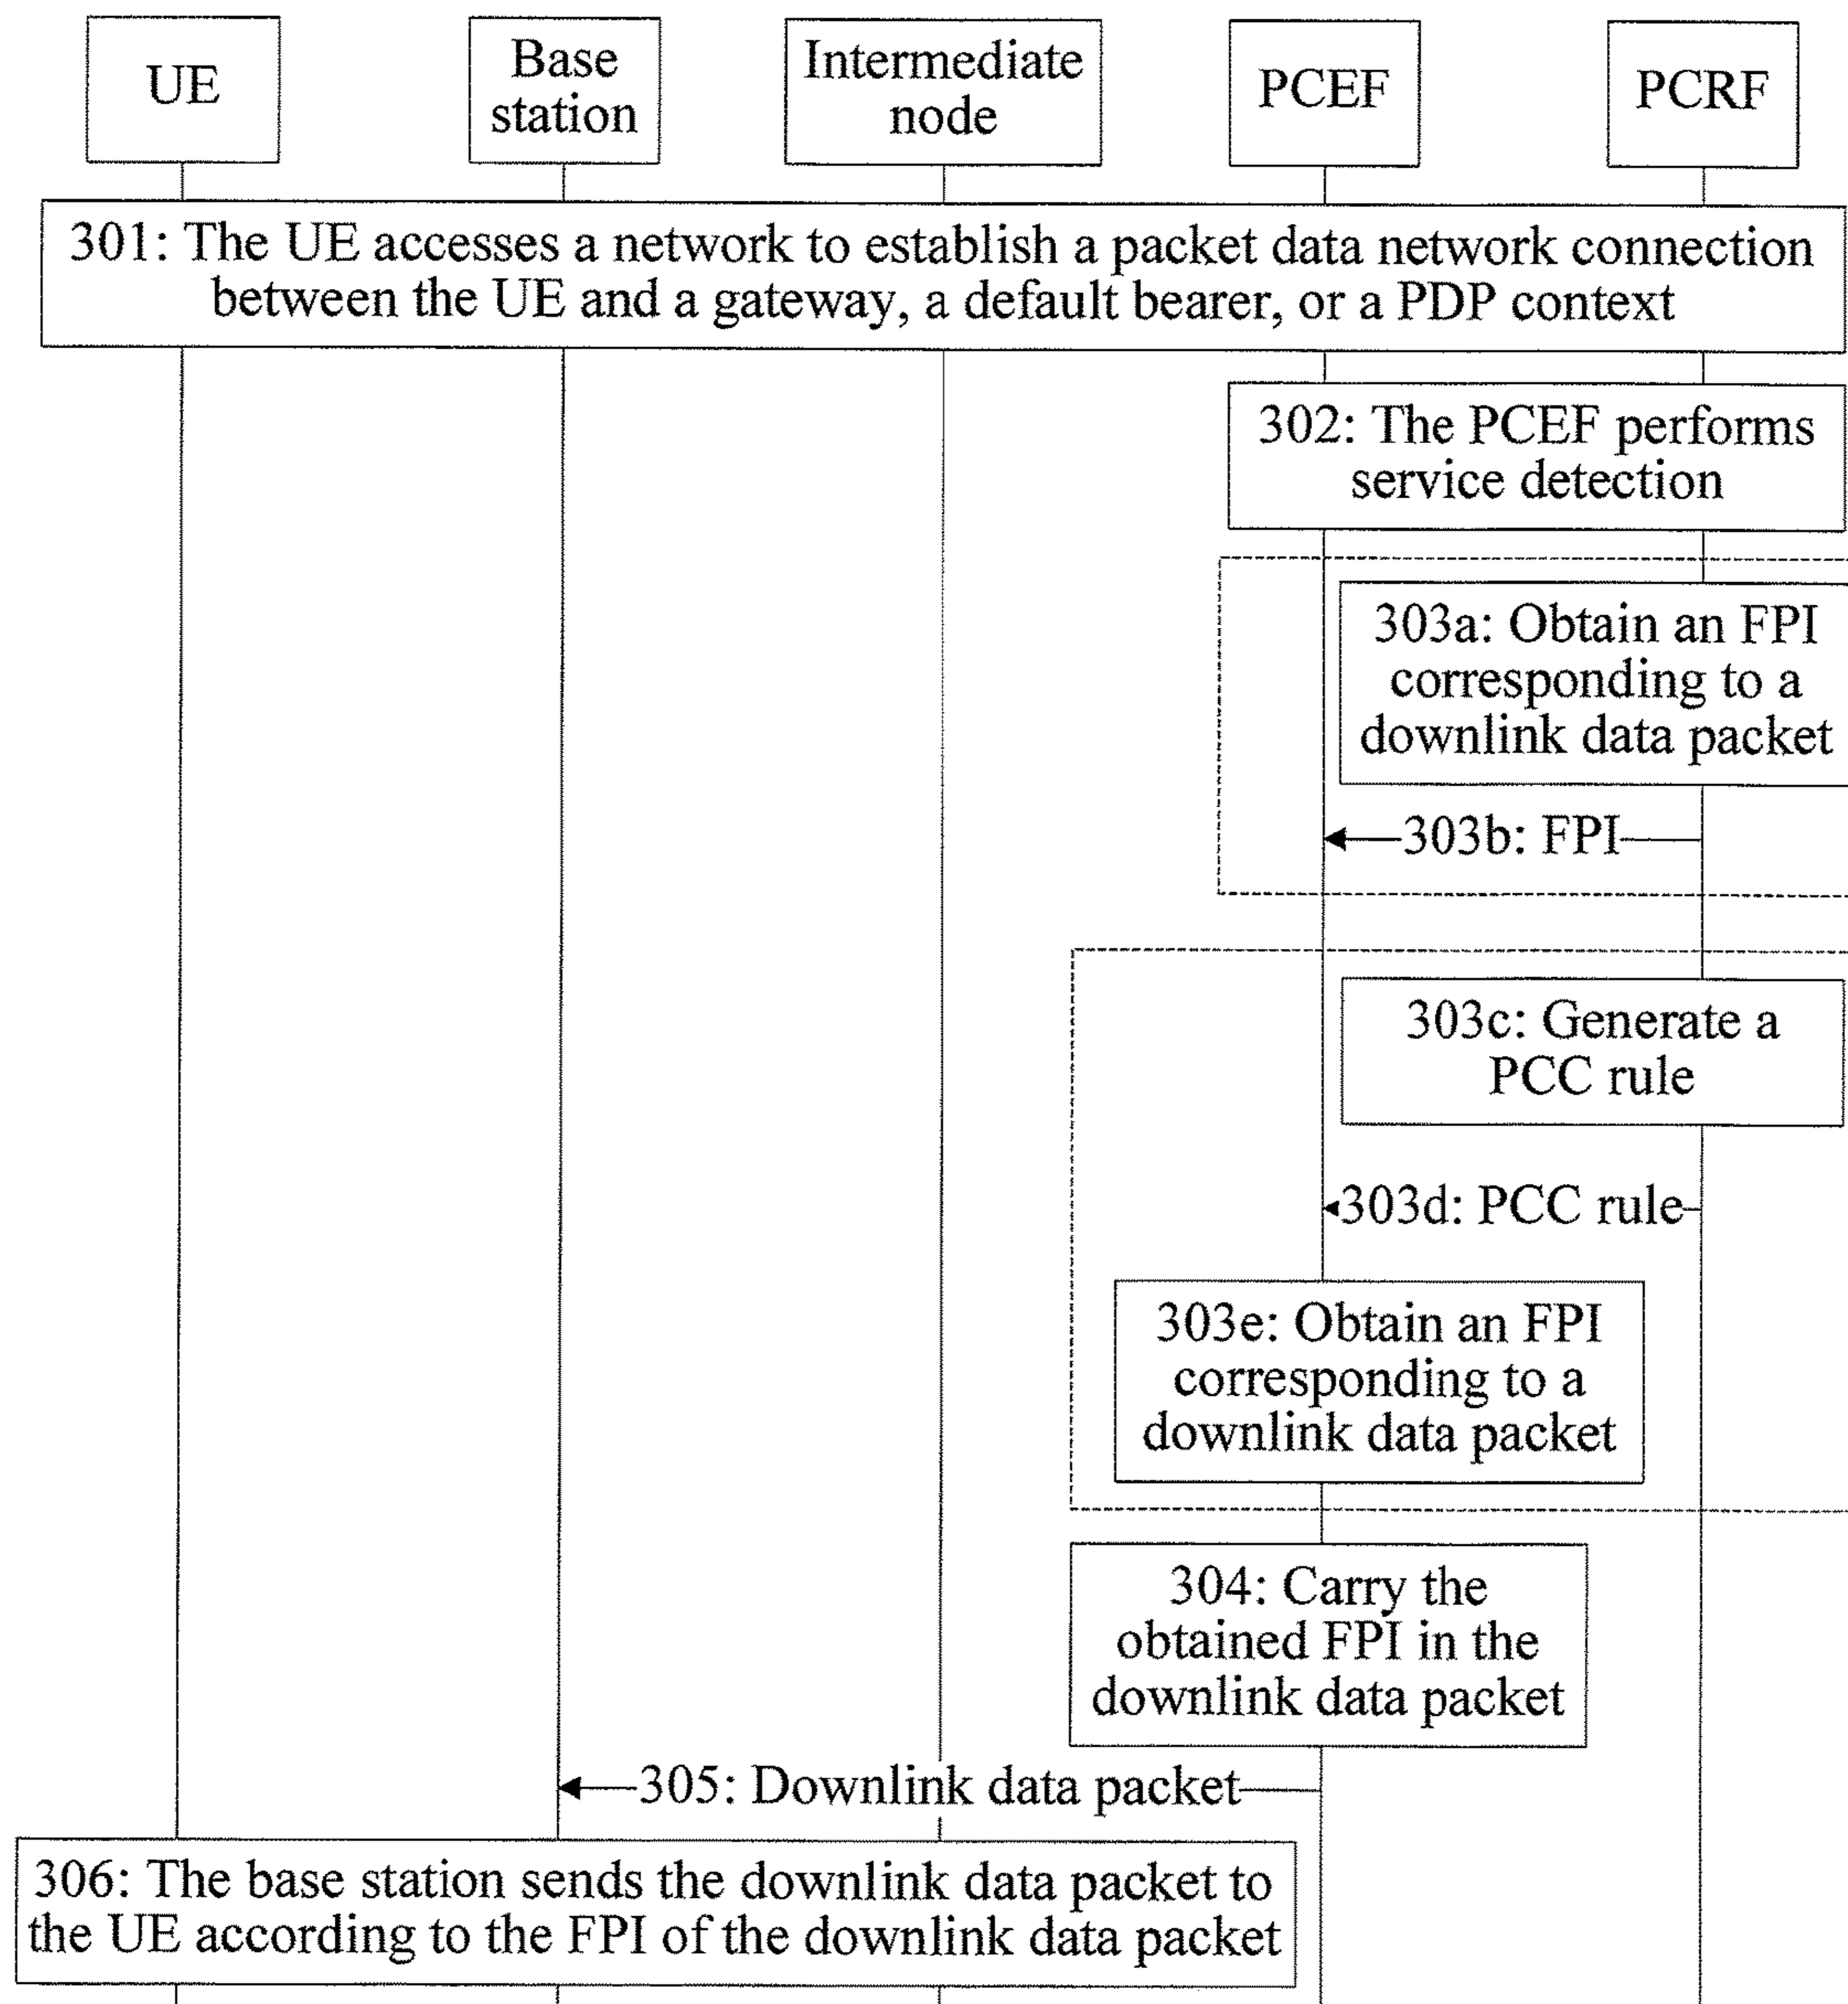 UE
Base
station
Intermediate
node
PCEF
PCRF
301: The UE accesses a network to establish a packet data network connection
between the UE and a gateway, a default bearer, or a PDP context
302: The PCEF performs
service detection
303a: Obtain an FPI
corresponding to a
downlink data packet
303b: FPI
303c: Generate a
PCC rule
303d: PCC rule
303e: Obtain an FPI
corresponding to a
downlink data packet
304: Carry the
obtained FPI in the
downlink data packet
305: Downlink data packet
306: The base station sends the downlink data packet to
the UE according to the FPI of the downlink data packet